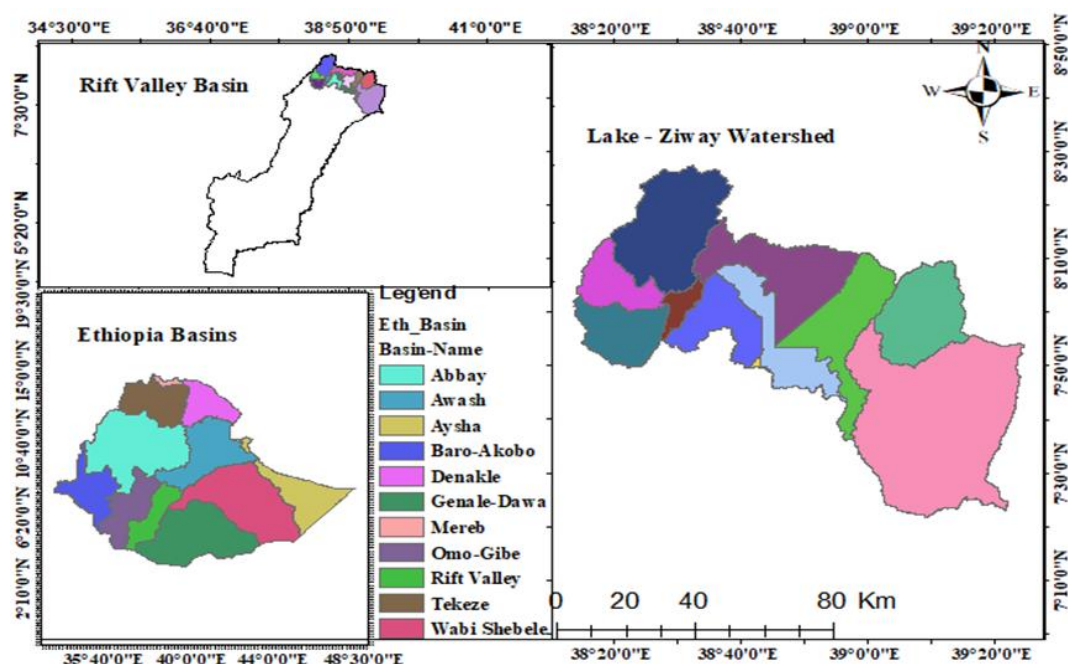 34°30'0"E 36°40'0"E 38°50'0"E 41°0'0"E
38°20'0"E 38°40'0"E 39°0'0"E 39°20'0"E
Rift Valley Basin
7°30'0"N
5°20'0"N
0'0"N
N
W E
S
Lake - Ziway Watershed
8°50'0"N
8°30'0"N
8°10'0"N
7°50'0"N
7°30'0"N
7°10'0"N
Ethiopia Basins
19°30'
15°0'0"N
10°40'0"N
6°20'0"N
2°10'0"N
35°40'0"E 40°0'0"E 44°0'0"E 48°30'0"E
Legend
Eth_Basin
Basin-Name
Abbay
Awash
Aysha
Baro-Akobo
Denakle
Genale-Dawa
Mereb
Omo-Gibe
Rift Valley
Tekeze
Wabi Shebele
0 20 40 80 Km
38°20'0"E 38°40'0"E 39°0'0"E 39°20'0"E